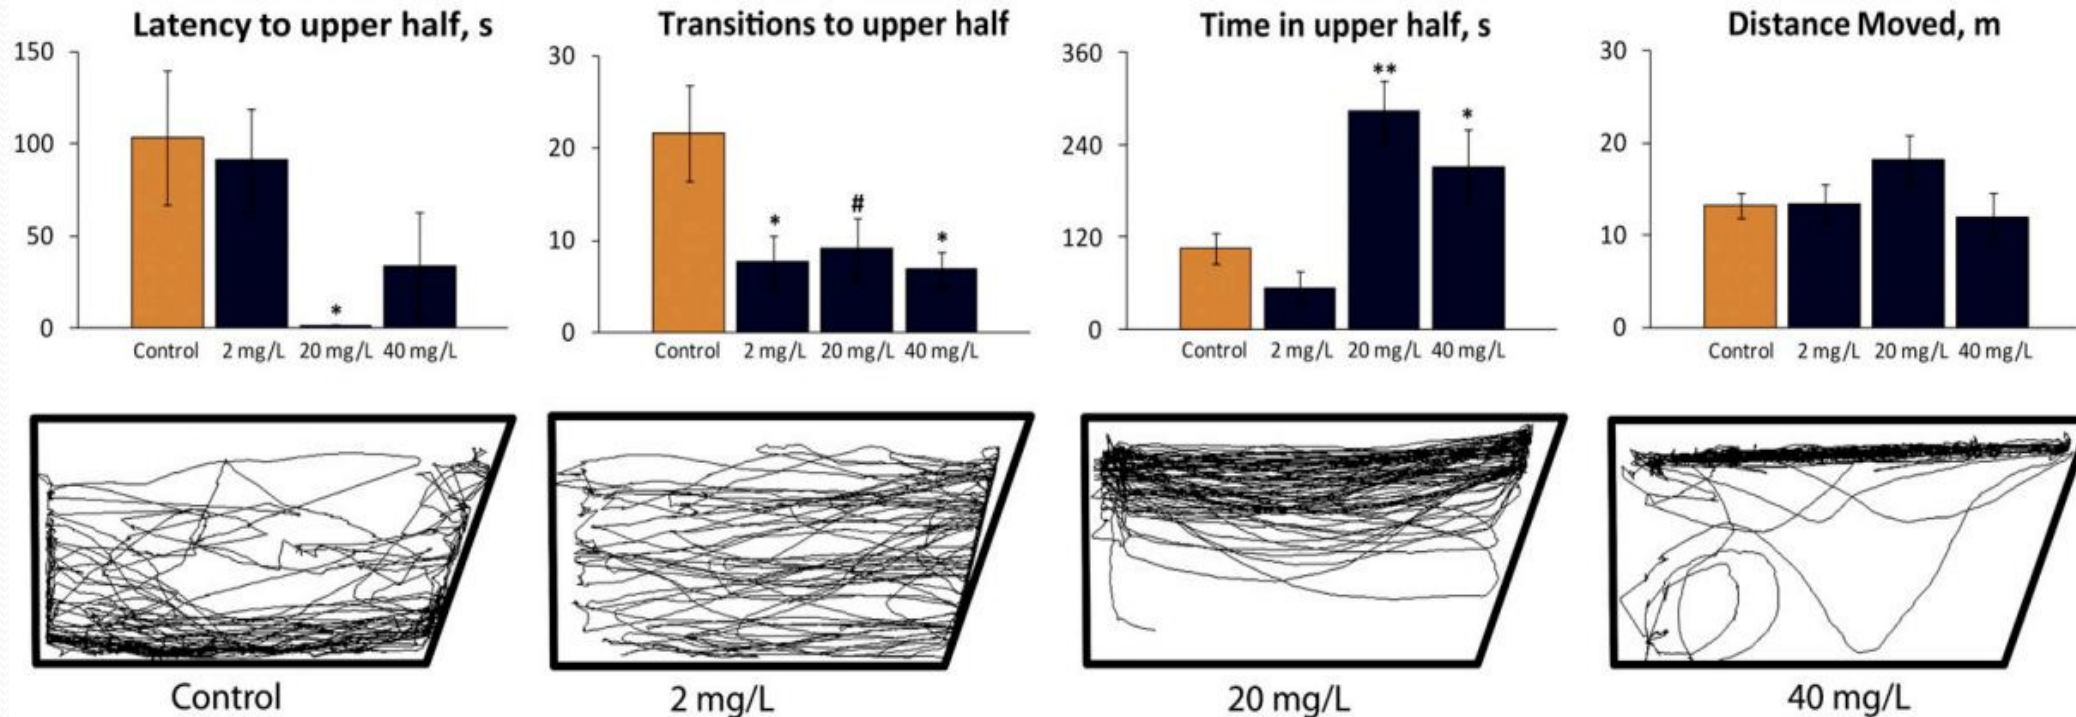 Latency to upper half, s
150
100
50
0
*
Control 2 mg/L 20 mg/L 40 mg/L
Transitions to upper half
30
20
10
0
*
#
*
Control 2 mg/L 20 mg/L 40 mg/L
Time in upper half, s
360
240
120
0
**
*
Control 2 mg/L 20 mg/L 40 mg/L
Distance Moved, m
30
20
10
0
Control 2 mg/L 20 mg/L 40 mg/L
Control
2 mg/L
20 mg/L
40 mg/L